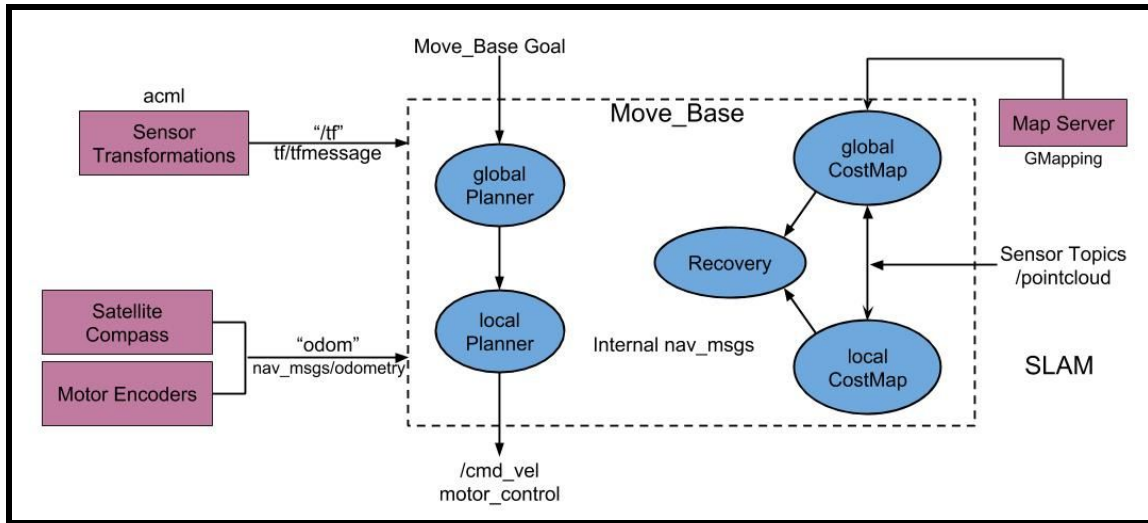 Move_Base Goal
acml
Sensor
Transformations
“/tf”
tf/tfmessage
Move_Base
global
Planner
global
CostMap
Map Server
GMapping
Recovery
Sensor Topics
/pointcloud
Satellite
Compass
Motor Encoders
“odom”
nav_msgs/odometry
local
Planner
Internal nav_msgs
local
CostMap
SLAM
/cmd_vel
motor_control